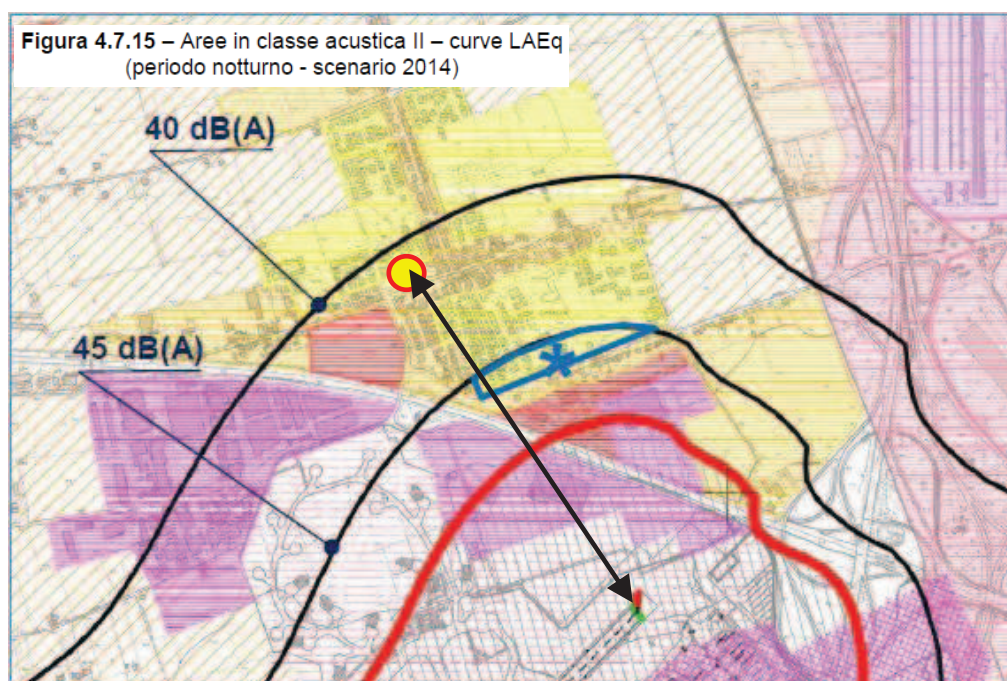 Figura 4.7.15 – Aree in classe acustica II – curve LAEq
(periodo notturno - scenario 2014)
40 dB(A)
45 dB(A)